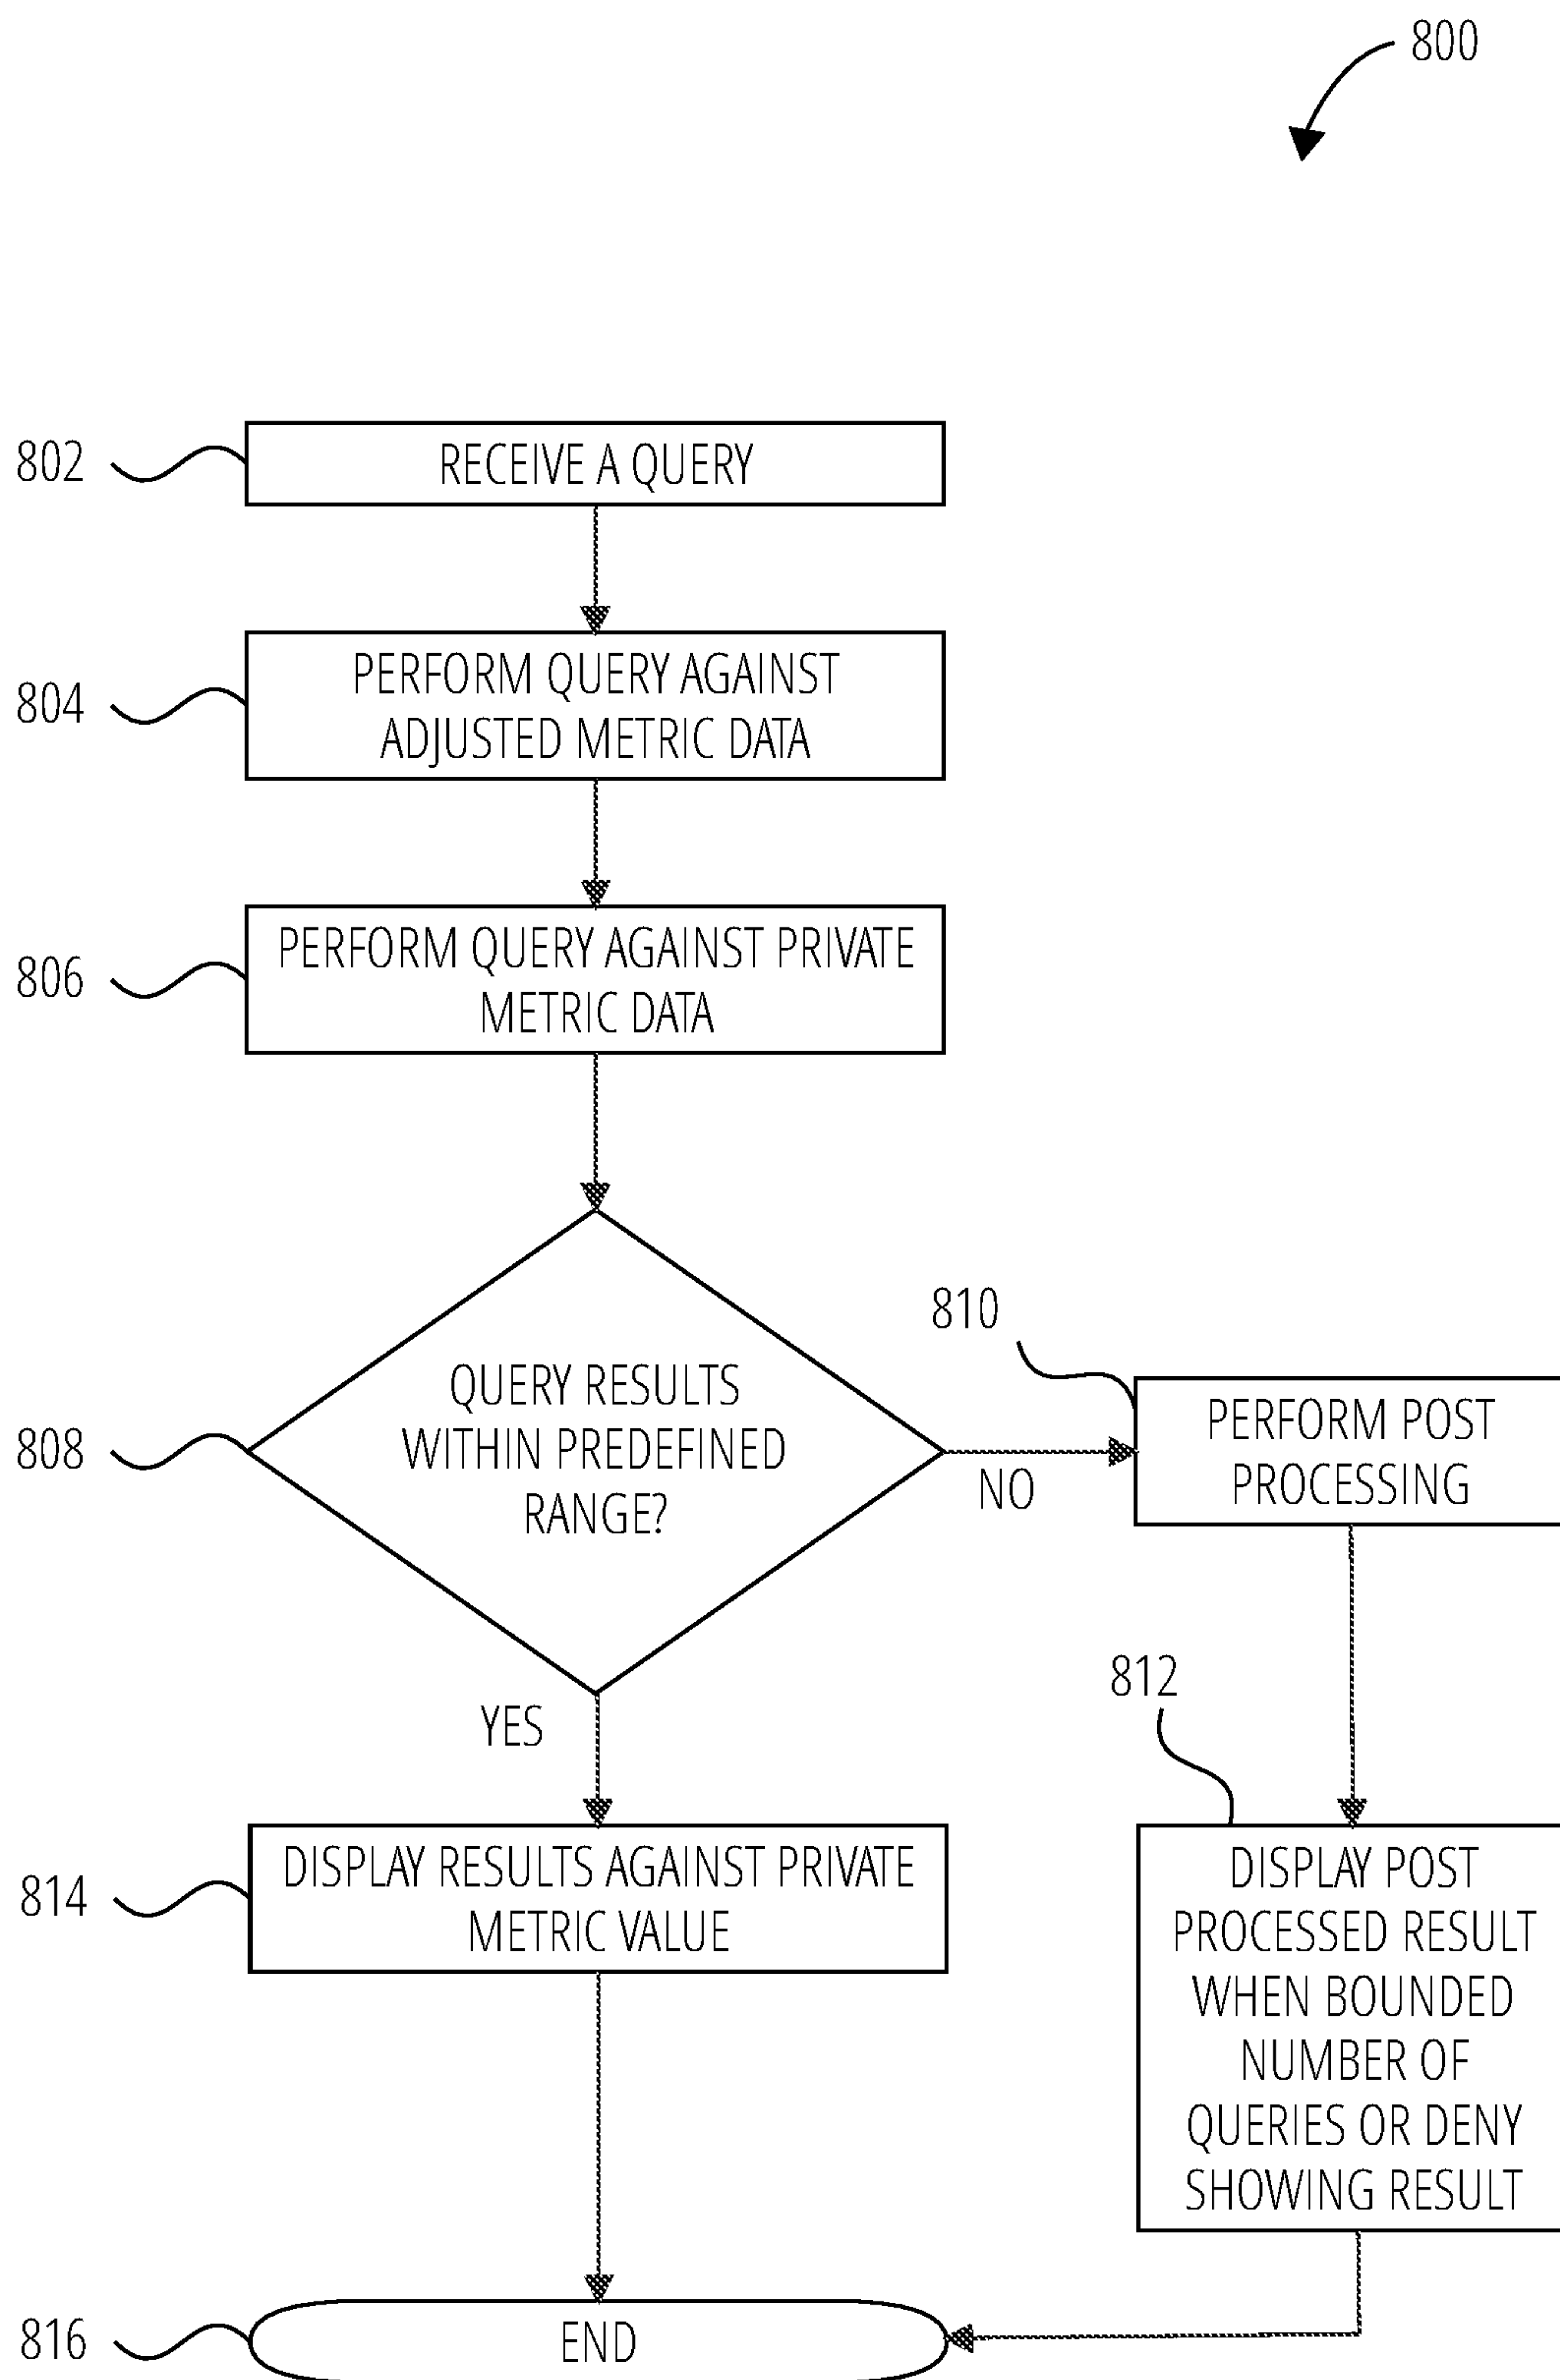 800
802
RECEIVE A QUERY
804
PERFORM QUERY AGAINST
ADJUSTED METRIC DATA
806
PERFORM QUERY AGAINST PRIVATE
METRIC DATA
808
QUERY RESULTS
WITHIN PREDEFINED
RANGE?
NO
810
PERFORM POST
PROCESSING
YES
812
DISPLAY POST
PROCESSED RESULT
WHEN BOUNDED
NUMBER OF
QUERIES OR DENY
SHOWING RESULT
814
DISPLAY RESULTS AGAINST PRIVATE
METRIC VALUE
816
END